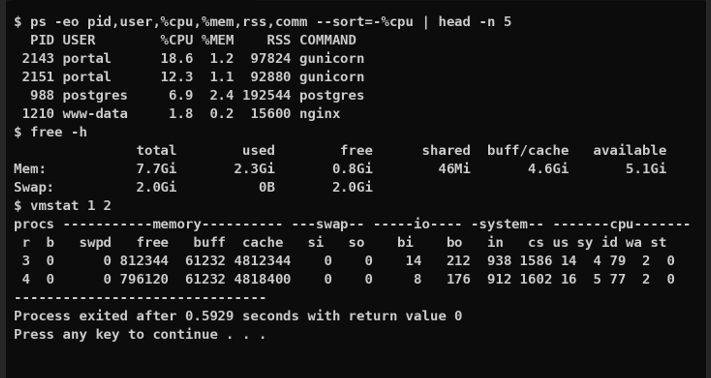 $ ps -eo pid,user,%cpu,%mem,rss,comm --sort=-%cpu | head -n 5
  PID USER        %CPU %MEM    RSS COMMAND
 2143 portal      18.6  1.2  97824 gunicorn
 2151 portal      12.3  1.1  92880 gunicorn
  988 postgres     6.9  2.4 192544 postgres
 1210 www-data     1.8  0.2  15600 nginx
$ free -h
               total        used        free      shared  buff/cache   available
Mem:           7.7Gi       2.3Gi       0.8Gi        46Mi       4.6Gi       5.1Gi
Swap:          2.0Gi          0B       2.0Gi
$ vmstat 1 2
procs -----------memory---------- ---swap-- -----io---- -system-- -------cpu-------
 r  b   swpd   free   buff  cache   si   so    bi    bo   in   cs us sy id wa st
 3  0      0 812344  61232 4812344    0    0    14   212  938 1586 14  4 79  2  0
 4  0      0 796120  61232 4818400    0    0     8   176  912 1602 16  5 77  2  0
-------------------------------
Process exited after 0.5929 seconds with return value 0
Press any key to continue . . .